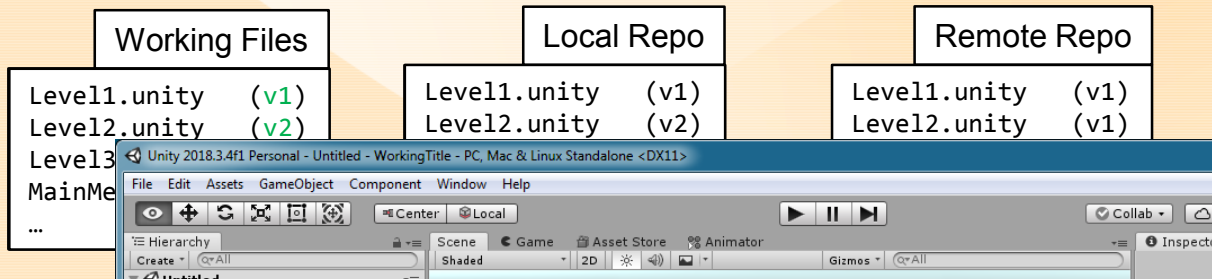 Working Files
Local Repo
Remote Repo
Level1.unity (v1)
Level2.unity (v2)
Level3
MainMe
…
Level1.unity (v1)
Level2.unity (v2)
Level1.unity (v1)
Level2.unity (v1)
Unity 2018.3.4f1 Personal - Untitled - WorkingTitle - PC, Mac & Linux Standalone <DX11>
File Edit Assets GameObject Component Window Help
Center Local Collab
Hierarchy Scene Game Asset Store Animator Inspecto
Create All Shaded 2D Gizmos All
Untitled